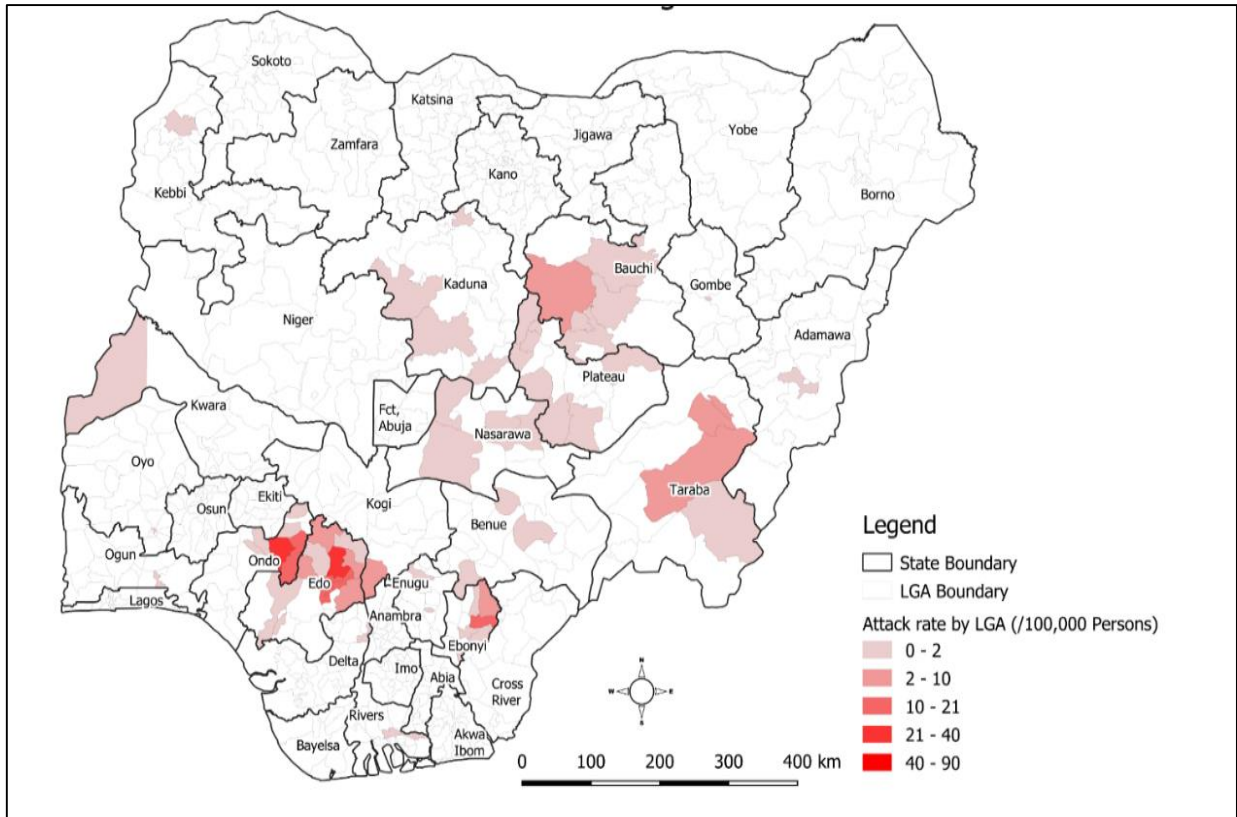 Sokoto
Katsina
Jigawa
Yobe
Zamfara
Kano
Kebbi
Borno
Bauchi
Kaduna
Gombe
Niger
Adamawa
Plateau
Kwara
Fct,
Abuja
Nasarawa
Oyo
Taraba
Ekiti
Kogi
Osun
Benue
Ogun
Ondo
Edo
Enugu
Lagos
Anambra
Ebonyi
Delta
Imo
Abia
Cross
River
Rivers
Bayelsa
Akwa
Ibom
N
W
E
S
0 100 200 300 400 km
Legend
State Boundary
LGA Boundary
Attack rate by LGA (/100,000 Persons)
0 - 2
2 - 10
10 - 21
21 - 40
40 - 90